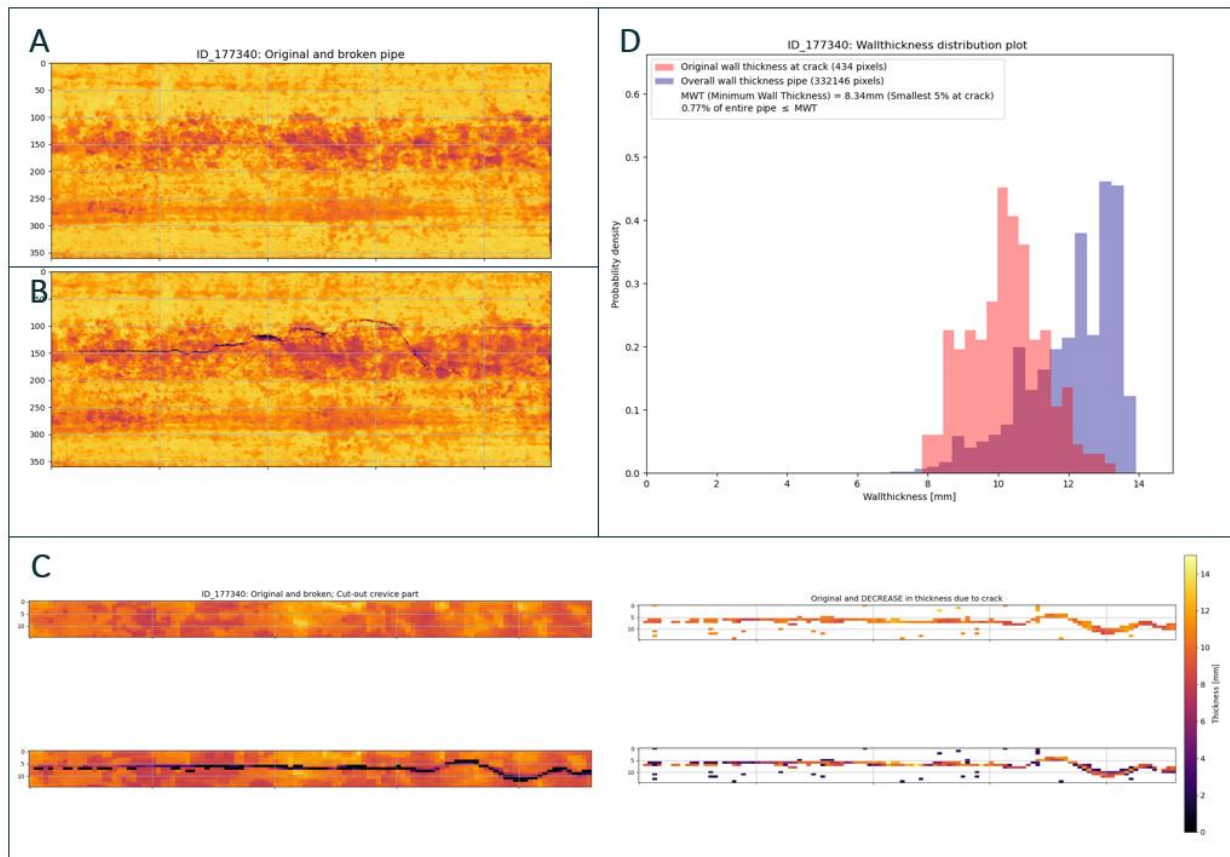 A
ID_177340: Original and broken pipe
0
50
100
150
200
250
300
350
B
0
100
150
200
250
300
350
D
ID_177340: Wallthickness distribution plot
Original wall thickness at crack (434 pixels)
Overall wall thickness pipe (332146 pixels)
MWT (Minimum Wall Thickness) = 8.34mm (Smallest 5% at crack)
0.77% of entire pipe ≤ MWT
Probability density
0.6
0.5
0.4
0.3
0.2
0.1
0.0
0 2 4 6 8 10 12 14
Wallthickness [mm]
C
ID_177340: Original and broken; Cut-out crevice part
0
5
10
0
5
10
Original and DECREASE in thickness due to crack
0
5
10
0
5
10
14
12
10
8
6
4
2
0
Thickness [mm]